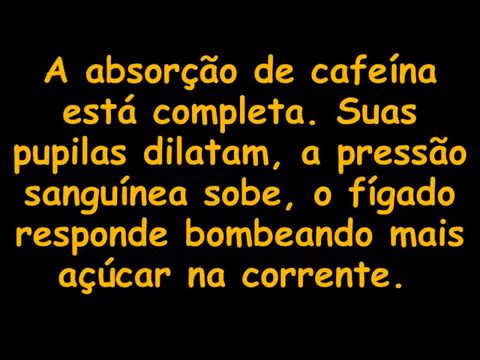 A absorção de cafeína
está completa. Suas
pupilas dilatam, a pressão
sanguínea sobe, o fígado
responde bombeando mais
açúcar na corrente.